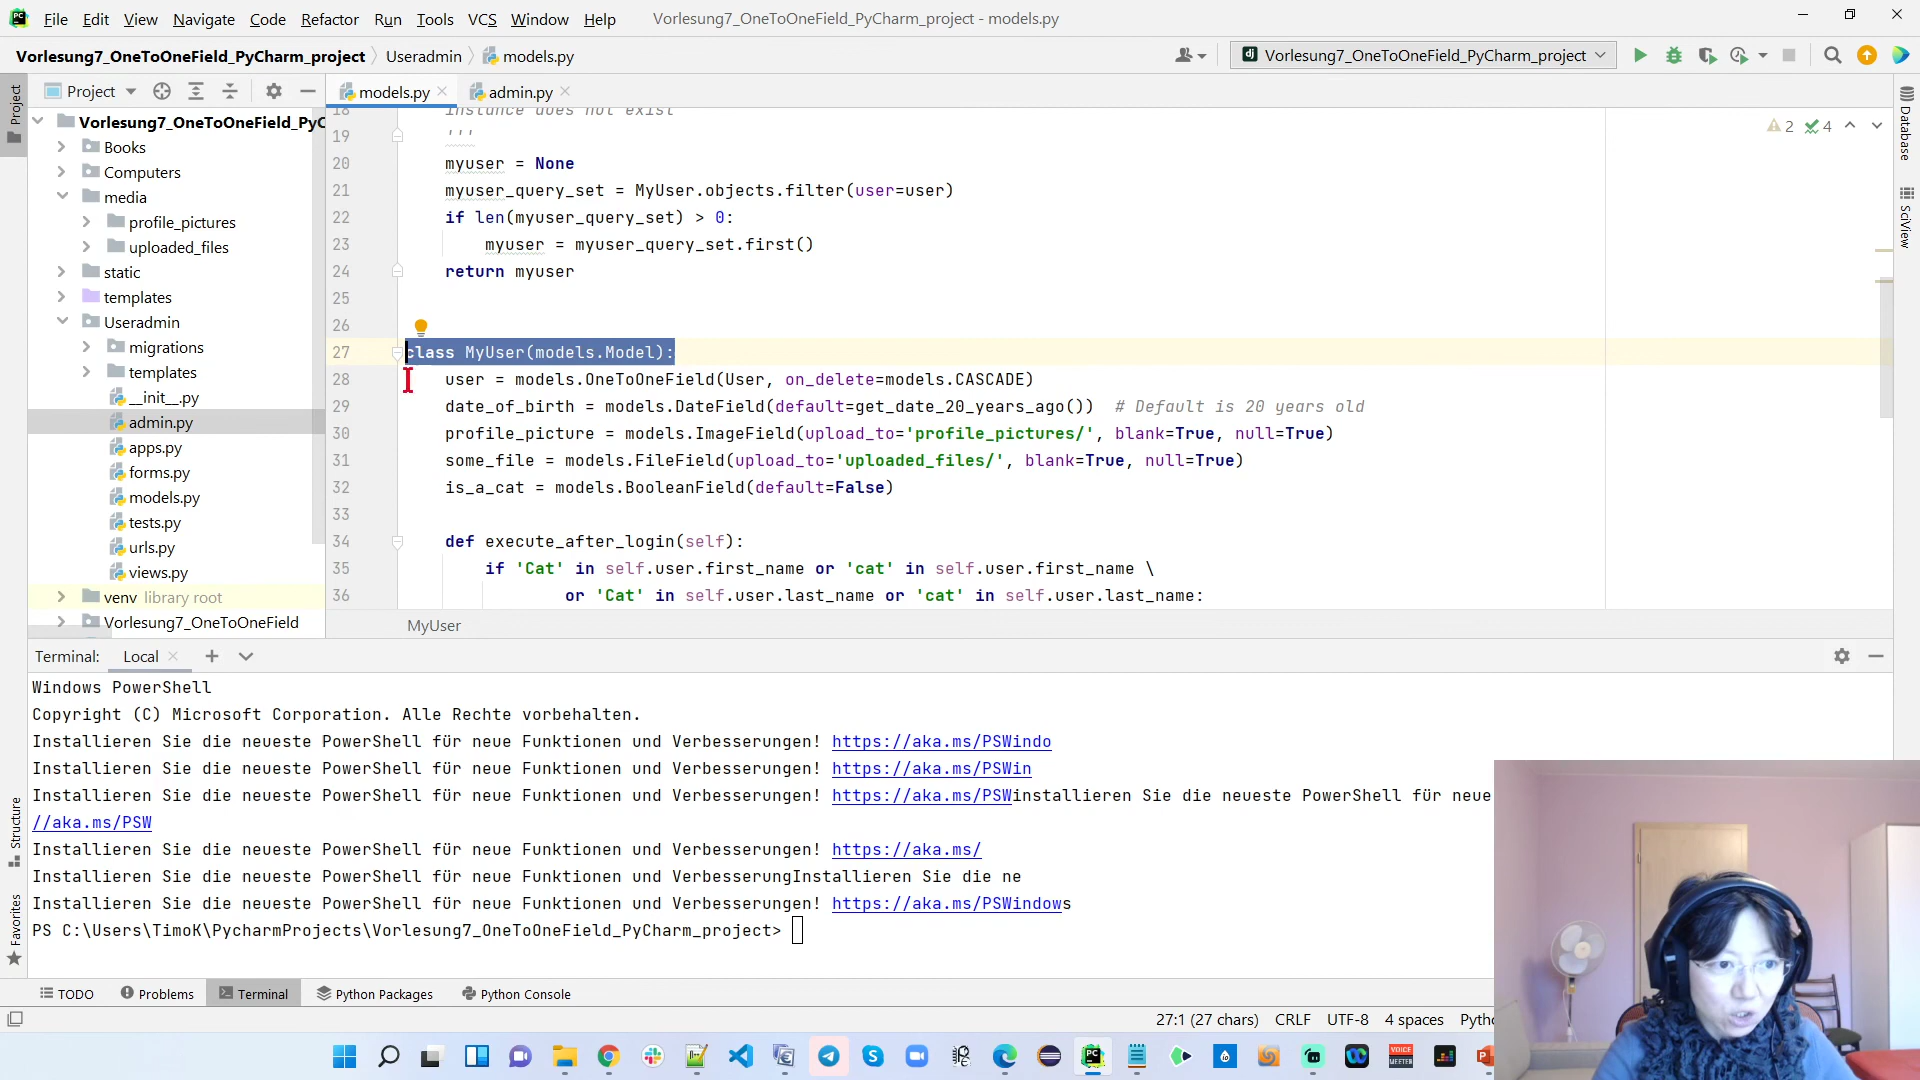 File Edit View Navigate Code Refactor Run Tools VCS Window Help Vorlesung7_OneToOneField_PyCharm_project - models.py
Vorlesung7_OneToOneField_PyCharm_project Useradmin models.py Vorlesung7_OneToOneField_PyCharm_project
Project models.py admin.py
Project
Database
SciView
Structure
Favorites
Vorlesung7_OneToOneField_PyC
Books
Computers
media
profile_pictures
uploaded_files
static
templates
Useradmin
migrations
templates
__init__.py
admin.py
apps.py
forms.py
models.py
tests.py
urls.py
views.py
venv library root
Vorlesung7_OneToOneField
2 4
18 instance does not exist
19 '''
20 myuser = None
21 myuser_query_set = MyUser.objects.filter(user=user)
22 if len(myuser_query_set) > 0:
23 myuser = myuser_query_set.first()
24 return myuser
25
26
27 class MyUser(models.Model):
28 user = models.OneToOneField(User, on_delete=models.CASCADE)
29 date_of_birth = models.DateField(default=get_date_20_years_ago()) # Default is 20 years old
30 profile_picture = models.ImageField(upload_to='profile_pictures/', blank=True, null=True)
31 some_file = models.FileField(upload_to='uploaded_files/', blank=True, null=True)
32 is_a_cat = models.BooleanField(default=False)
33
34 def execute_after_login(self):
35 if 'Cat' in self.user.first_name or 'cat' in self.user.first_name \
36 or 'Cat' in self.user.last_name or 'cat' in self.user.last_name:
MyUser
Terminal: Local
Windows PowerShell
Copyright (C) Microsoft Corporation. Alle Rechte vorbehalten.
Installieren Sie die neueste PowerShell für neue Funktionen und Verbesserungen! https://aka.ms/PSWindo
Installieren Sie die neueste PowerShell für neue Funktionen und Verbesserungen! https://aka.ms/PSWin
Installieren Sie die neueste PowerShell für neue Funktionen und Verbesserungen! https://aka.ms/PSWinstallieren Sie die neueste PowerShell für neue
//aka.ms/PSW
Installieren Sie die neueste PowerShell für neue Funktionen und Verbesserungen! https://aka.ms/
Installieren Sie die neueste PowerShell für neue Funktionen und VerbesserungInstallieren Sie die ne
Installieren Sie die neueste PowerShell für neue Funktionen und Verbesserungen! https://aka.ms/PSWindows
PS C:\Users\TimoK\PycharmProjects\Vorlesung7_OneToOneField_PyCharm_project>
TODO Problems Terminal Python Packages Python Console
27:1 (27 chars) CRLF UTF-8 4 spaces Pytho